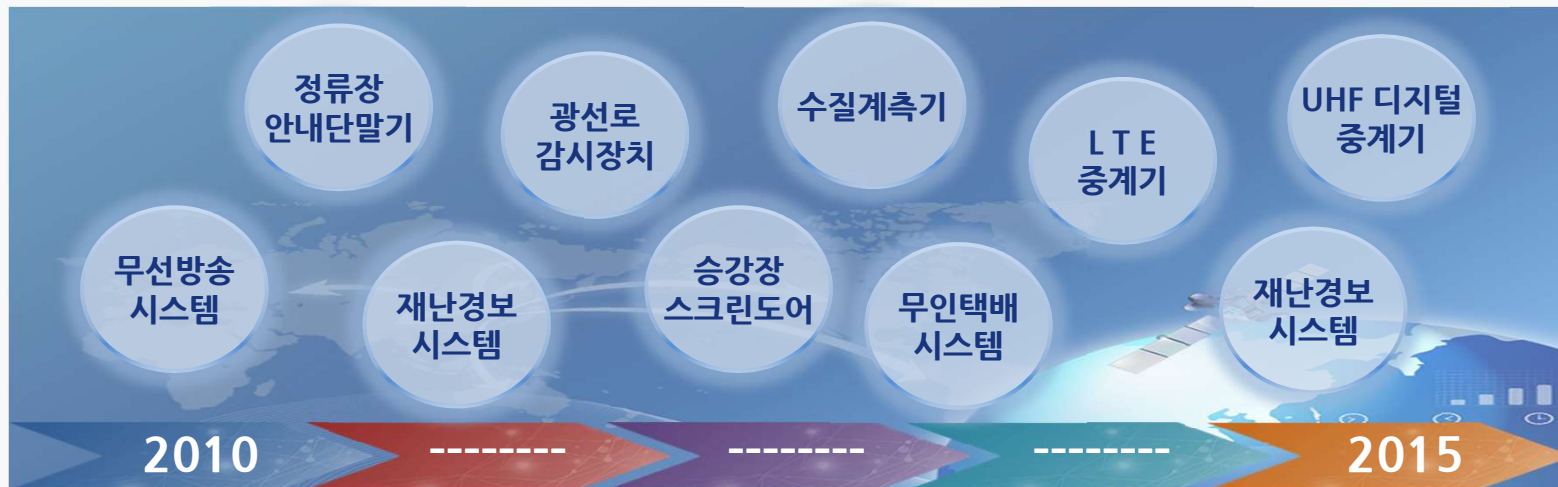 정류장
안내단말기
광선로
감시장치
수질계측기
L T E
중계기
UHF 디지털
중계기
무선방송
시스템
재난경보
시스템
승강장
스크린도어
무인택배
시스템
재난경보
시스템
2010
--------
--------
--------
2015